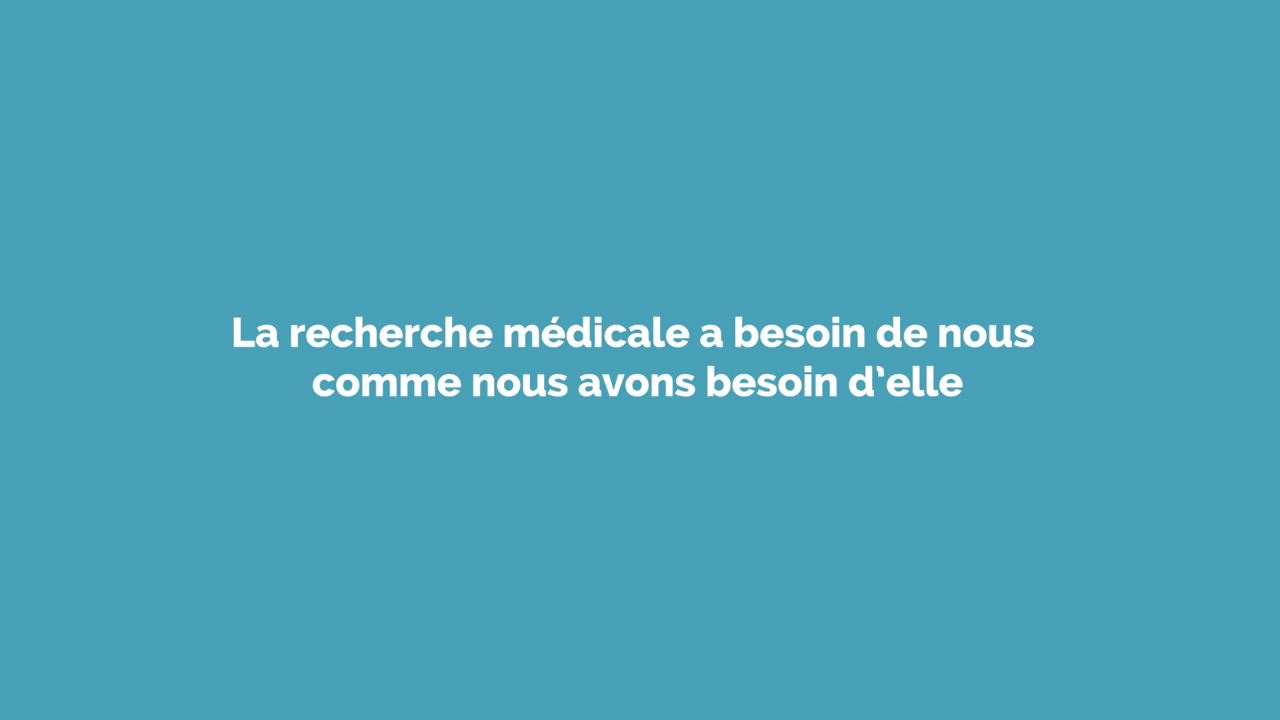 La recherche médicale a besoin de nous
comme nous avons besoin d’elle